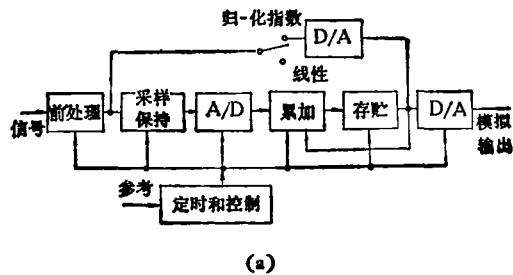 归-化指数
D/A
线性
信号
前处理
采样
保持
A/D
累加
存贮
D/A
模拟
输出
参考
定时和控制
(a)